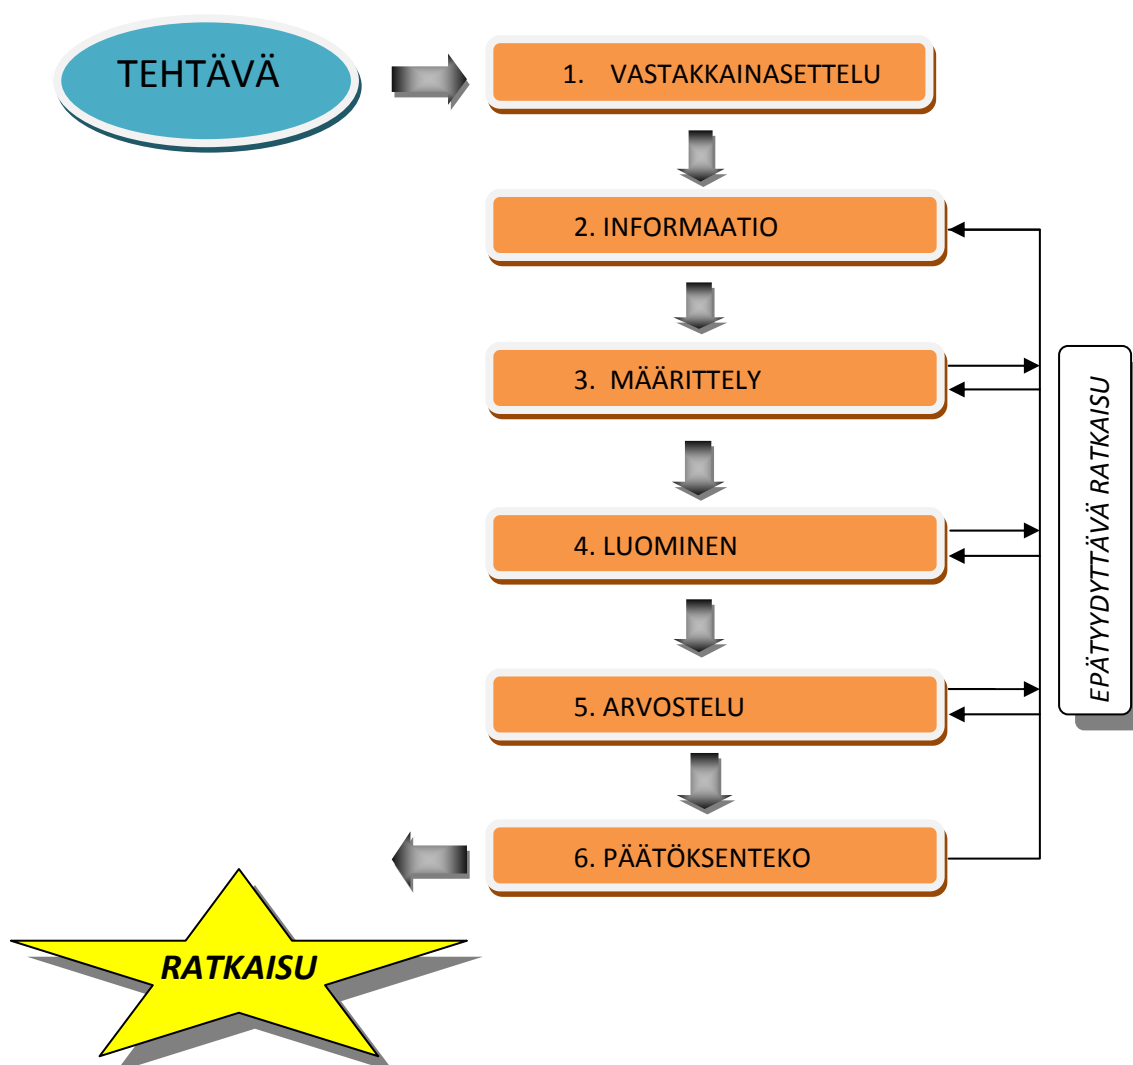 TEHTÄVÄ
1. VASTAKKAINASETTELU
2. INFORMAATIO
3. MÄÄRITTELY
4. LUOMINEN
5. ARVOSTELU
6. PÄÄTÖKSENTEKO
EPÄTYYDYTTÄVÄ RATKAISU
RATKAISU